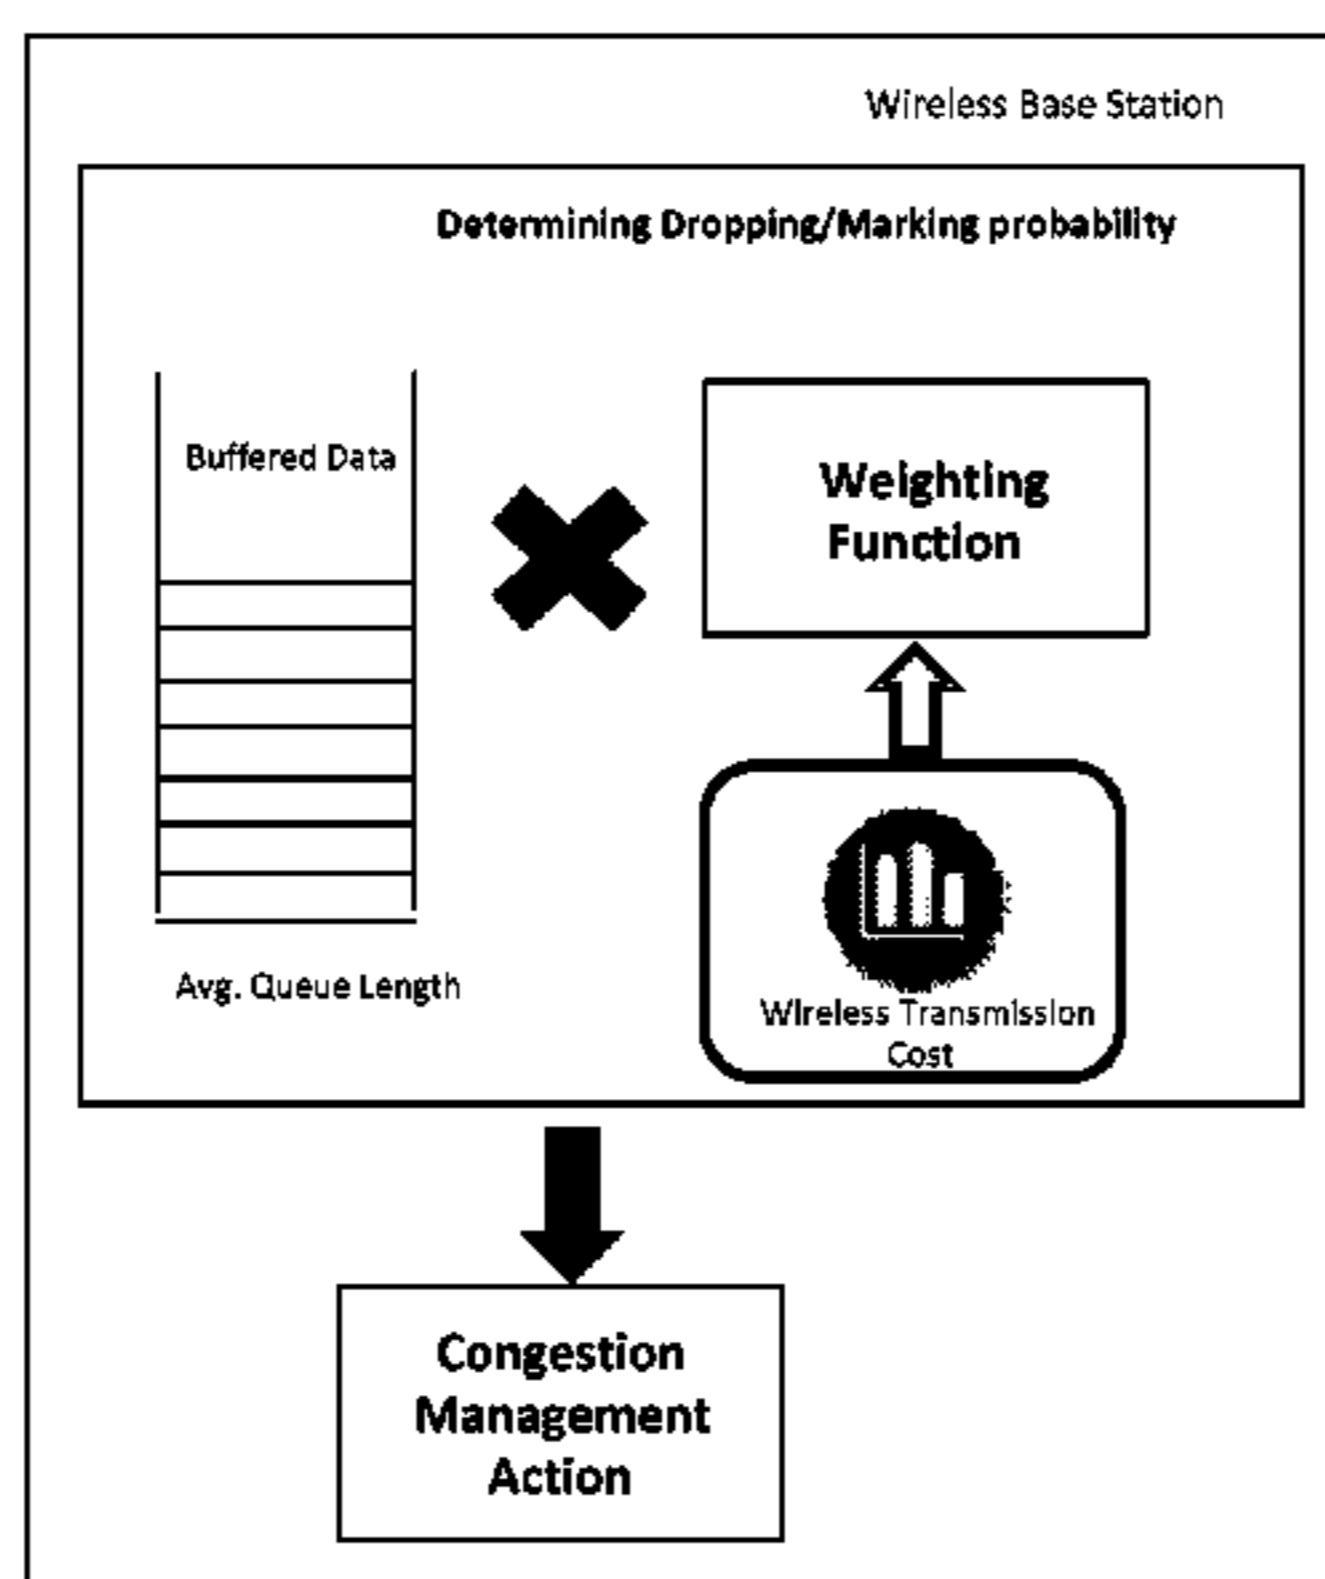 Wireless Base Station
Determining Dropping/Marking probability
Buffered Data
Weighting
Function
Avg. Queue Length
Wireless Transmission
Cost
Congestion
Management
Action